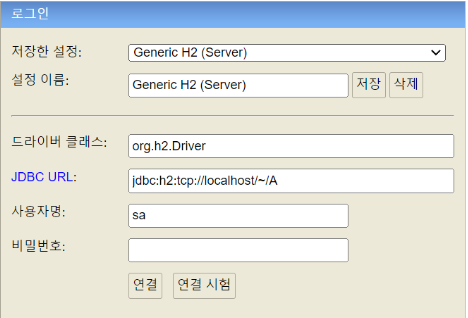 로그인
저장한 설정: Generic H2 (Server)
설정 이름: Generic H2 (Server) 저장 삭제
드라이버 클래스: org.h2.Driver
JDBC URL: jdbc:h2:tcp://localhost/~/A
사용자명: sa
비밀번호:
연결 연결 시험